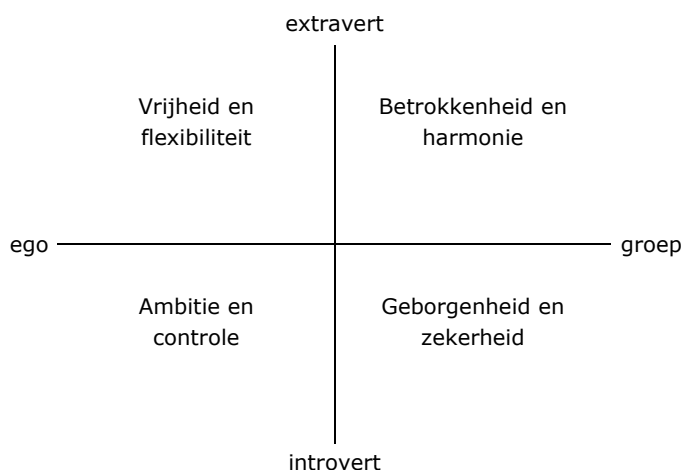 extravert
Vrijheid en
flexibiliteit
Betrokkenheid en
harmonie
ego
groep
Ambitie en
controle
Geborgenheid en
zekerheid
introvert